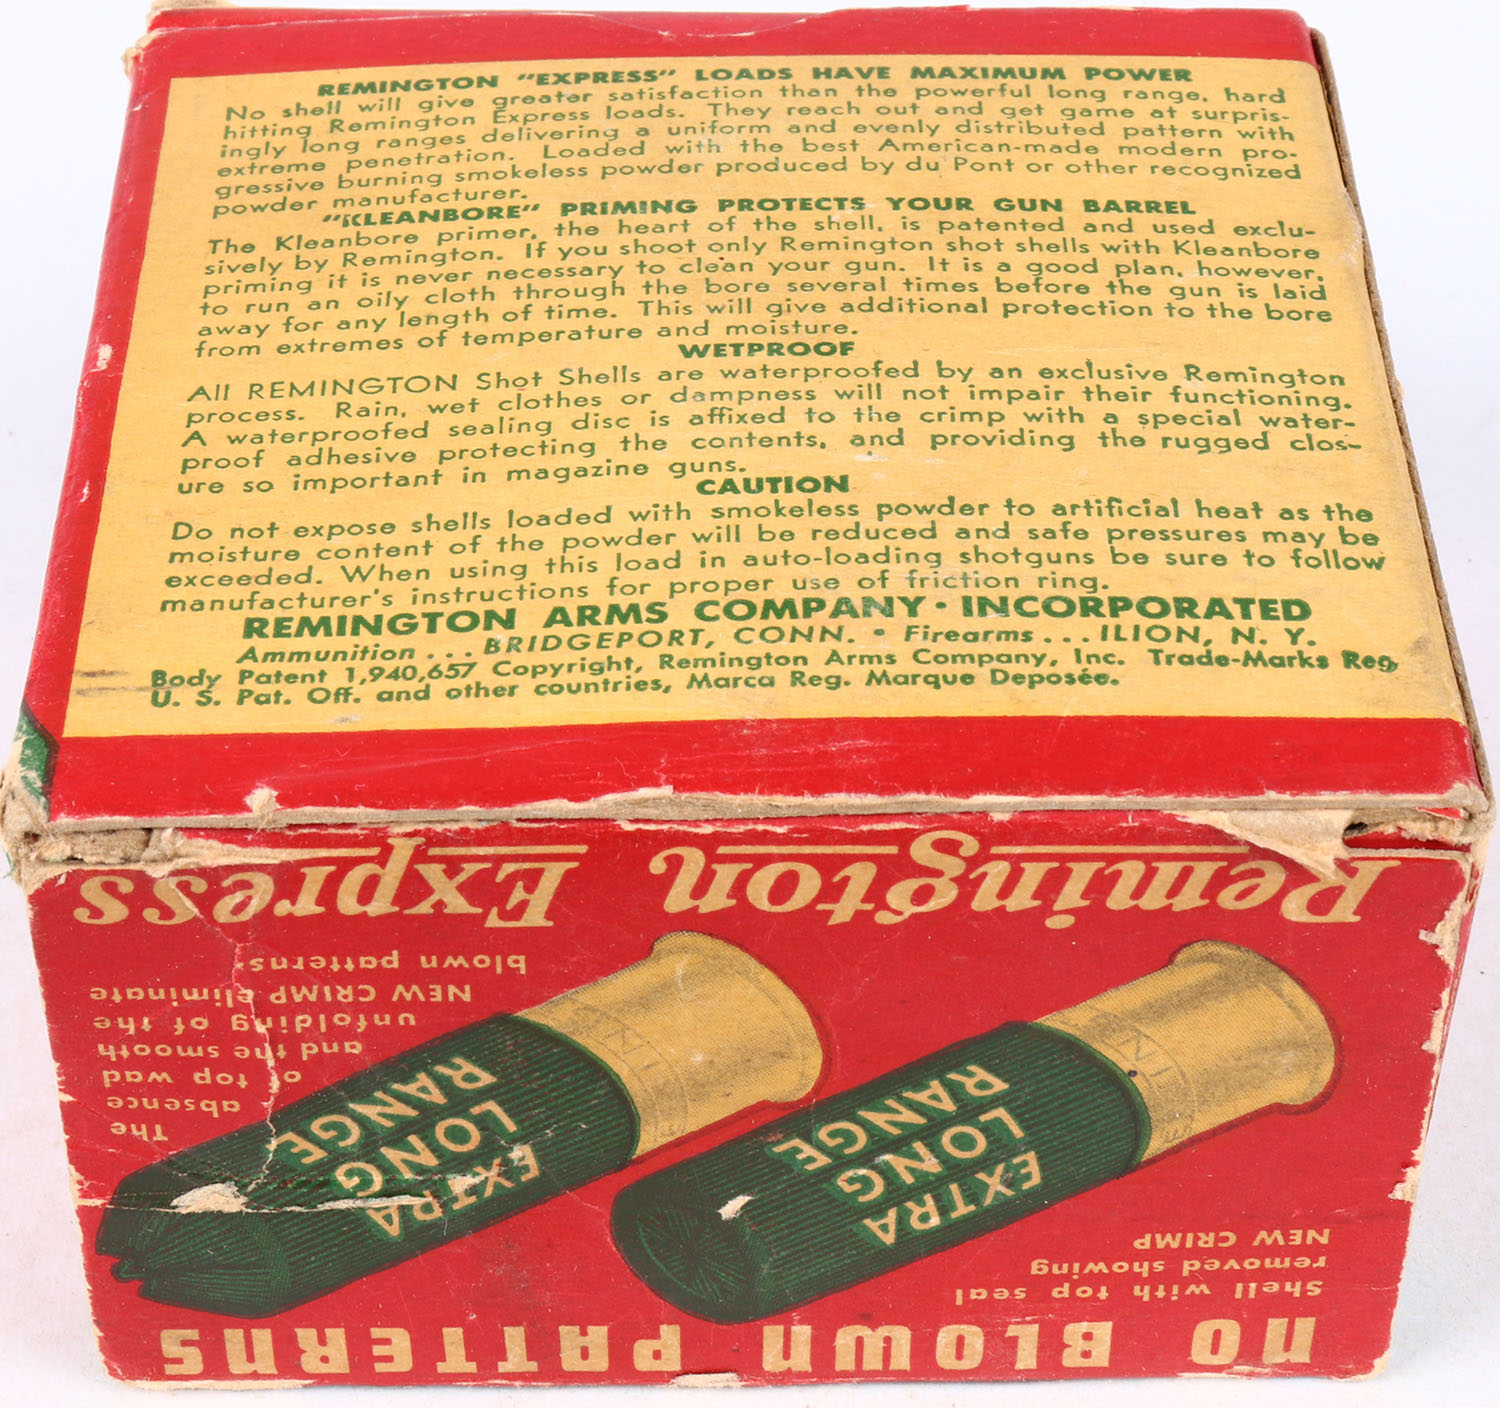 REMINGTON "EXPRESS" LOADS HAVE MAXIMUM POWER
No shell will give greater satisfaction than the powerful long range, hard
hitting Remington Express loads. They reach out and get game at surpris-
ingly long ranges delivering a uniform and evenly distributed pattern with
extreme penetration. Loaded with the best American-made modern pro-
gressive burning smokeless powder produced by du Pont or other recognized
powder manufacturer.
"KLEANBORE" PRIMING PROTECTS YOUR GUN BARREL
The Kleanbore primer, the heart of the shell, is patented and used exclu-
sively by Remington. If you shoot only Remington shot shells with Kleanbore
priming it is never necessary to clean your gun. It is a good plan, however,
to run an oily cloth through the bore several times before the gun is laid
away for any length of time. This will give additional protection to the bore
from extremes of temperature and moisture.
WETPROOF
All REMINGTON Shot Shells are waterproofed by an exclusive Remington
process. Rain, wet clothes or dampness will not impair their functioning.
A waterproofed sealing disc is affixed to the crimp with a special water-
proof adhesive protecting the contents, and providing the rugged clos-
ure so important in magazine guns.
CAUTION
Do not expose shells loaded with smokeless powder to artificial heat as the
moisture content of the powder will be reduced and safe pressures may be
exceeded. When using this load in auto-loading shotguns be sure to follow
manufacturer's instructions for proper use of friction ring.
REMINGTON ARMS COMPANY • INCORPORATED
Ammunition ... BRIDGEPORT, CONN. • Firearms ... ILION, N. Y.
Body Patent 1,940,657 Copyright, Remington Arms Company, Inc. Trade-Marks Reg.
U. S. Pat. Off. and other countries, Marca Reg. Marque Deposée.
NO BLOWN PATTERNS
Shell with top seal
removed showing
NEW CRIMP
EXTRA
LONG
RANGE
EXTRA
LONG
RANGE
The
absence
of top wad
and the smooth
unfolding of the
NEW CRIMP eliminate
blown patterns.
Remington Express